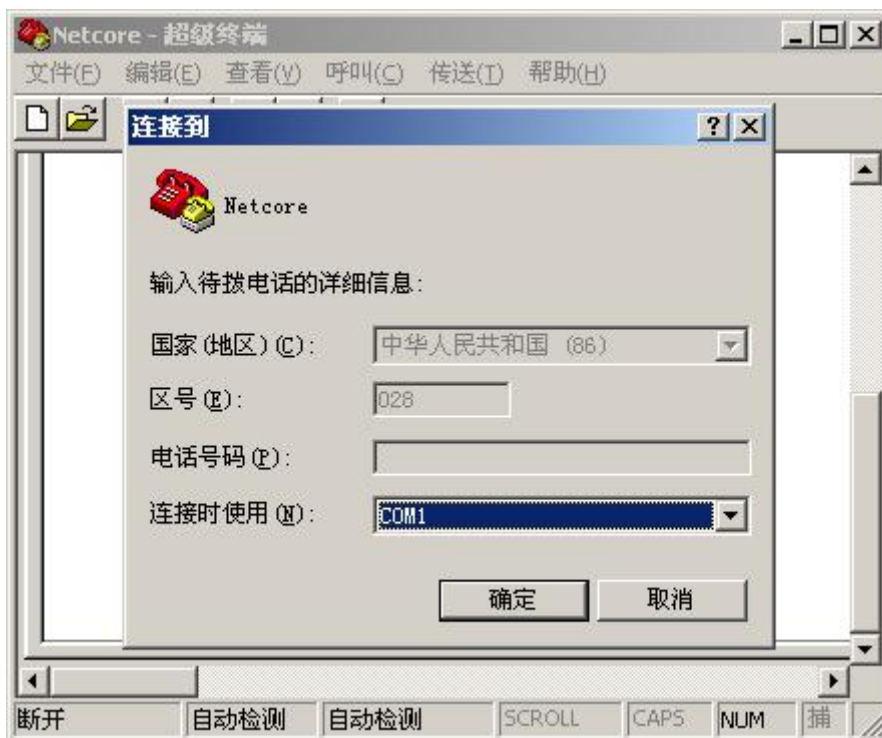 Netcore - 超级终端
文件(F) 编辑(E) 查看(V) 呼叫(C) 传送(T) 帮助(H)
连接到
Netcore
输入待拨电话的详细信息:
国家(地区)(C): 中华人民共和国 (86)
区号(E): 028
电话号码(P):
连接时使用(N): COM1
确定 取消
断开 自动检测 自动检测 SCROLL CAPS NUM 捕